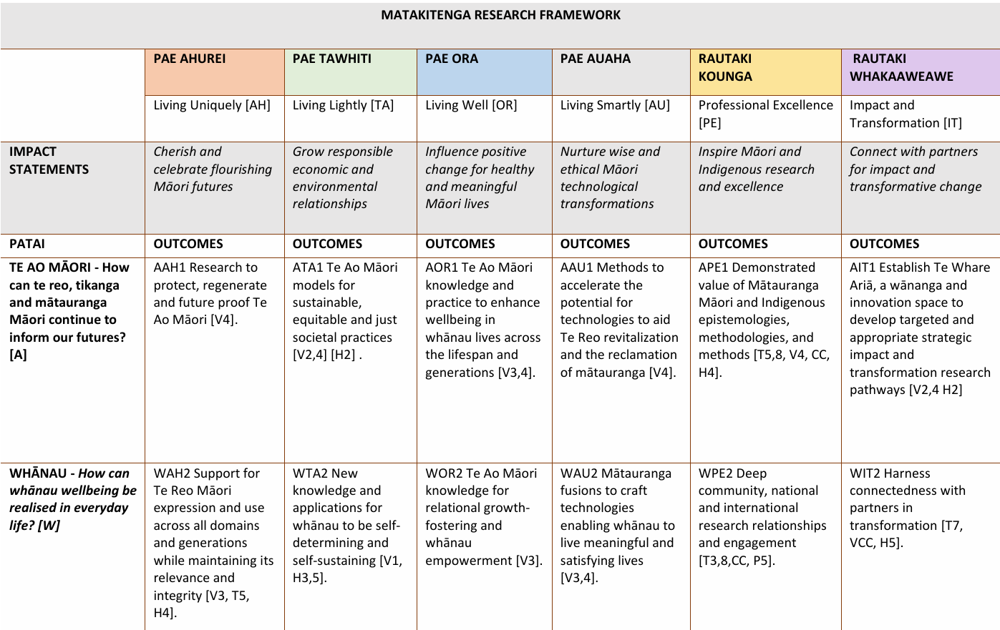 MATAKITENGA RESEARCH FRAMEWORK
PAE AHUREI
PAE TAWHITI
PAE ORA
PAE AUAHA
RAUTAKI
KOUNGA
RAUTAKI
WHAKAAWEAWE
Living Uniquely [AH]
Living Lightly [TA]
Living Well [OR]
Living Smartly [AU]
Professional Excellence
[PE]
Impact and
Transformation [IT]
IMPACT
STATEMENTS
Cherish and
celebrate flourishing
Māori futures
Grow responsible
economic and
environmental
relationships
Influence positive
change for healthy
and meaningful
Māori lives
Nurture wise and
ethical Māori
technological
transformations
Inspire Māori and
Indigenous research
and excellence
Connect with partners
for impact and
transformative change
PATAI
OUTCOMES
OUTCOMES
OUTCOMES
OUTCOMES
OUTCOMES
OUTCOMES
TE AO MĀORI - How
can te reo, tikanga
and mātauranga
Māori continue to
inform our futures?
[A]
AAH1 Research to
protect, regenerate
and future proof Te
Ao Māori [V4].
ATA1 Te Ao Māori
models for
sustainable,
equitable and just
societal practices
[V2,4] [H2] .
AOR1 Te Ao Māori
knowledge and
practice to enhance
wellbeing in
whānau lives across
the lifespan and
generations [V3,4].
AAU1 Methods to
accelerate the
potential for
technologies to aid
Te Reo revitalization
and the reclamation
of mātauranga [V4].
APE1 Demonstrated
value of Mātauranga
Māori and Indigenous
epistemologies,
methodologies, and
methods [T5,8, V4, CC,
H4].
AIT1 Establish Te Whare
Ariā, a wānanga and
innovation space to
develop targeted and
appropriate strategic
impact and
transformation research
pathways [V2,4 H2]
WHĀNAU - How can
whānau wellbeing be
realised in everyday
life? [W]
WAH2 Support for
Te Reo Māori
expression and use
across all domains
and generations
while maintaining its
relevance and
integrity [V3, T5,
H4].
WTA2 New
knowledge and
applications for
whānau to be self-
determining and
self-sustaining [V1,
H3,5].
WOR2 Te Ao Māori
knowledge for
relational growth-
fostering and
whānau
empowerment [V3].
WAU2 Mātauranga
fusions to craft
technologies
enabling whānau to
live meaningful and
satisfying lives
[V3,4].
WPE2 Deep
community, national
and international
research relationships
and engagement
[T3,8,CC, P5].
WIT2 Harness
connectedness with
partners in
transformation [T7,
VCC, H5].